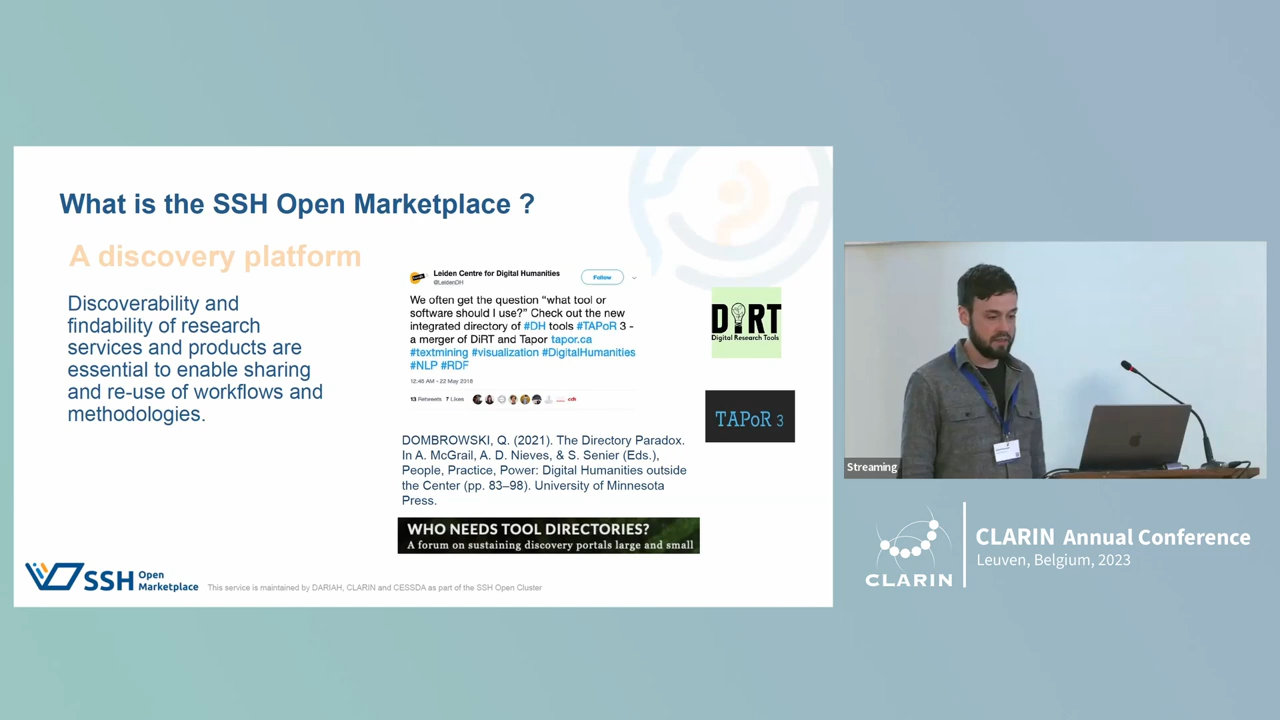 What is the SSH Open Marketplace ?
A discovery platform
Discoverability and
findability of research
services and products are
essential to enable sharing
and re-use of workflows and
methodologies.
Leiden Centre for Digital Humanities
@LeidenDH
Follow
We often get the question “what tool or
software should I use?” Check out the new
integrated directory of #DH tools #TAPoR 3 -
a merger of DiRT and Tapor tapor.ca
#textmining #visualization #DigitalHumanities
#NLP #RDF
12:45 AM - 22 May 2018
13 Retweets 7 Likes
DiRT
Digital Research Tools
TAPoR 3
DOMBROWSKI, Q. (2021). The Directory Paradox.
In A. McGrail, A. D. Nieves, & S. Senier (Eds.),
People, Practice, Power: Digital Humanities outside
the Center (pp. 83–98). University of Minnesota
Press.
WHO NEEDS TOOL DIRECTORIES?
A forum on sustaining discovery portals large and small
SSH Open
Marketplace
This service is maintained by DARIAH, CLARIN and CESSDA as part of the SSH Open Cluster
Streaming
CLARIN
CLARIN Annual Conference
Leuven, Belgium, 2023